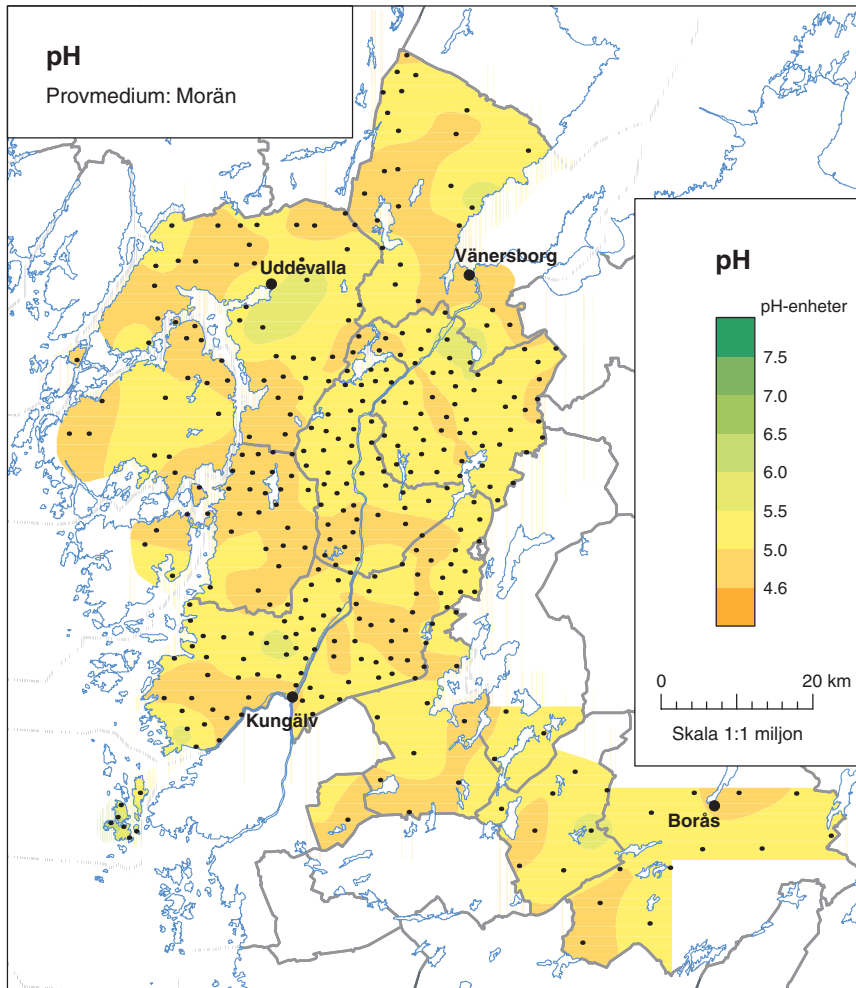 pH
Provmedium: Morän
Uddevalla
Vänersborg
pH
pH-enheter
7.5
7.0
6.5
6.0
5.5
5.0
4.6
0 20 km
Skala 1:1 miljon
Kungälv
Borås